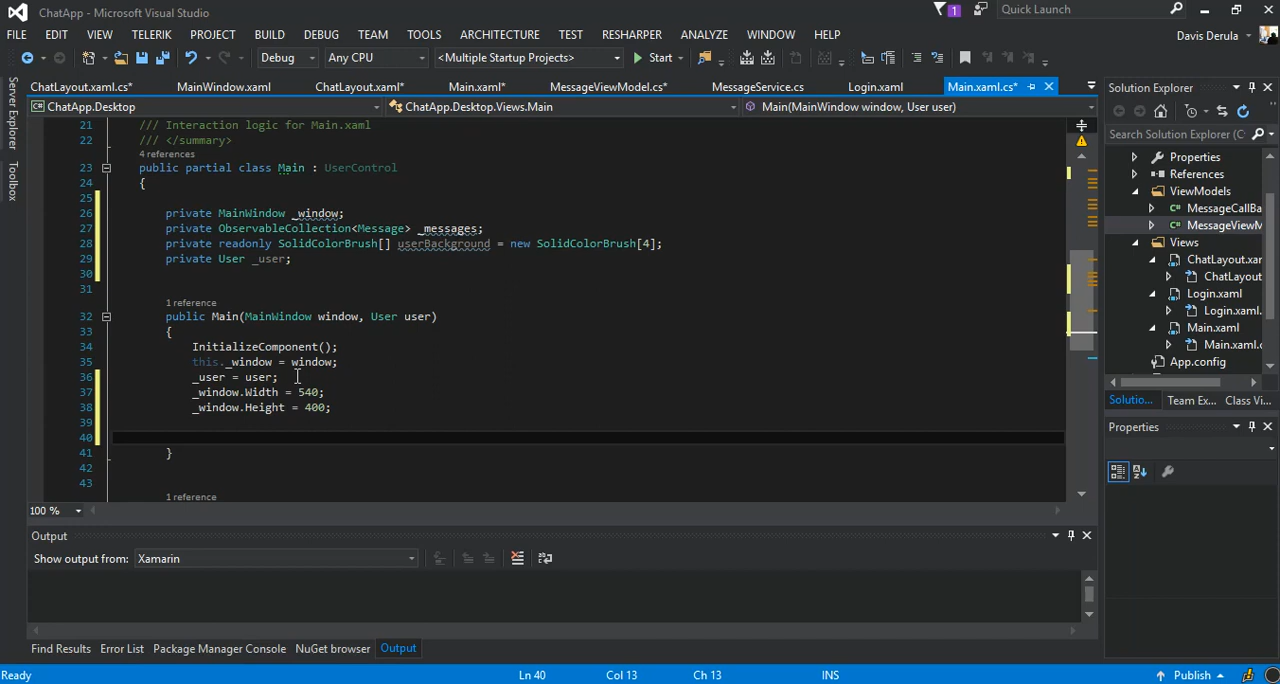 ChatApp - Microsoft Visual Studio
1
Quick Launch
FILE EDIT VIEW TELERIK PROJECT BUILD DEBUG TEAM TOOLS ARCHITECTURE TEST RESHARPER ANALYZE WINDOW HELP
Davis Derula
Debug Any CPU <Multiple Startup Projects> Start
Server Explorer
Toolbox
ChatLayout.xaml.cs* MainWindow.xaml ChatLayout.xaml* Main.xaml* MessageViewModel.cs* MessageService.cs Login.xaml Main.xaml.cs*
ChatApp.Desktop ChatApp.Desktop.Views.Main Main(MainWindow window, User user)
21 /// Interaction logic for Main.xaml
22 /// </summary>
4 references
23 public partial class Main : UserControl
24 {
25
26 private MainWindow _window;
27 private ObservableCollection<Message> _messages;
28 private readonly SolidColorBrush[] userBackground = new SolidColorBrush[4];
29 private User _user;
30
31
1 reference
32 public Main(MainWindow window, User user)
33 {
34 InitializeComponent();
35 this._window = window;
36 _user = user;
37 _window.Width = 540;
38 _window.Height = 400;
39
40
41 }
42
43
1 reference
100 %
Output
Show output from: Xamarin
Find Results Error List Package Manager Console NuGet browser Output
Solution Explorer
Search Solution Explorer (C
Properties
References
ViewModels
C# MessageCallBa
C# MessageViewM
Views
ChatLayout.xar
ChatLayout
Login.xaml
Login.xaml.
Main.xaml
Main.xaml.c
App.config
Solutio... Team Ex... Class Vi...
Properties
Ready Ln 40 Col 13 Ch 13 INS Publish